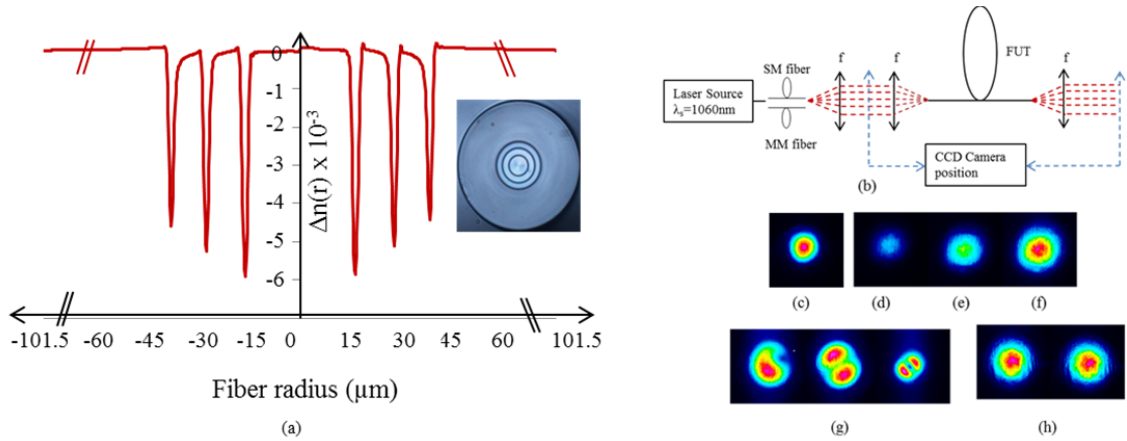 0
-1
-2
-3
-4
-5
-6
Δn(r) x 10⁻³
-101.5 -60 -45 -30 -15 0 15 30 45 60 101.5
Fiber radius (µm)
(a)
Laser Source
λs=1060nm
SM fiber
MM fiber
f
f
FUT
f
CCD Camera
position
(b)
(c) (d) (e) (f)
(g) (h)